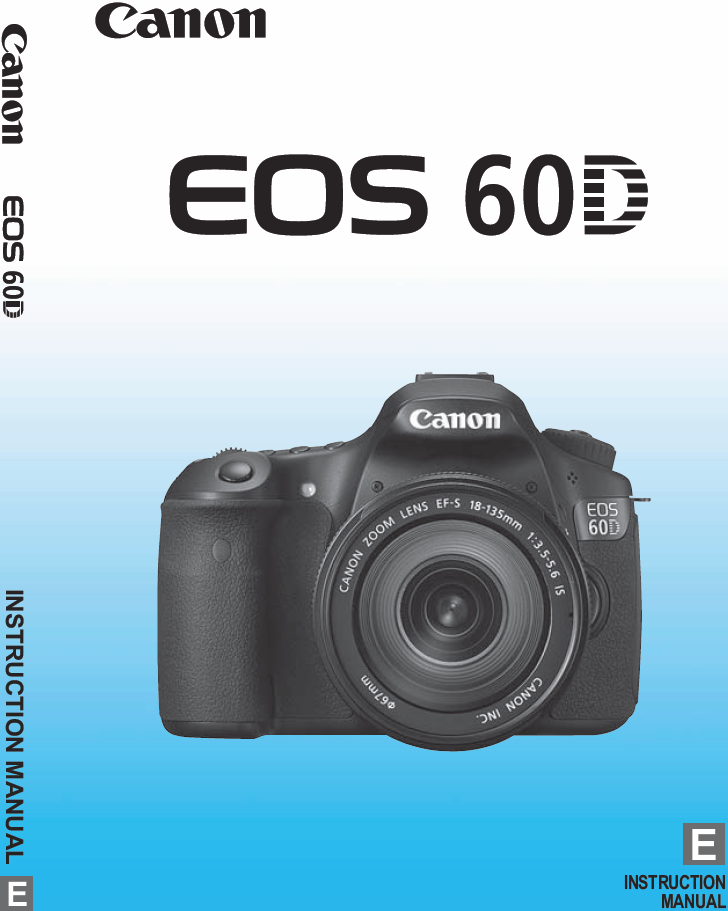 Canon
EOS 60D
INSTRUCTION MANUAL
E
Canon
EOS 60D
Canon
EOS
60D
CANON ZOOM LENS EF-S 18-135mm 1:3.5-5.6 IS
CANON INC.
Φ67mm
E
INSTRUCTION
MANUAL